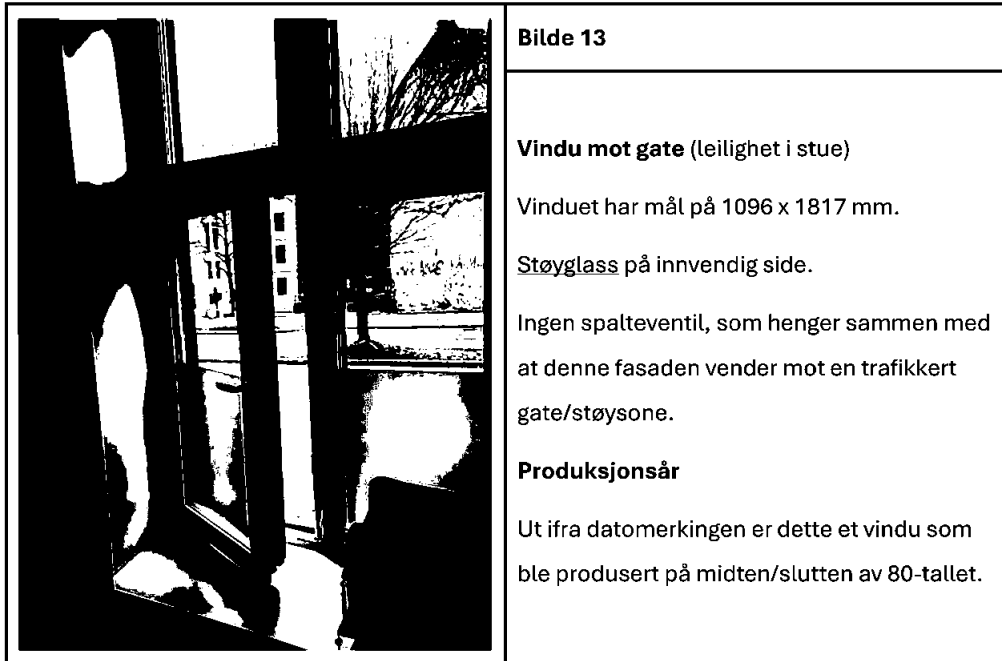 Bilde 13
Vindu mot gate (leilighet i stue)
Vinduet har mål på 1096 x 1817 mm.
Støyglass på innvendig side.
Ingen spalteventil, som henger sammen med
at denne fasaden vender mot en trafikkert
gate/støysone.
Produksjonsår
Ut ifra datomerkingen er dette et vindu som
ble produsert på midten/slutten av 80-tallet.